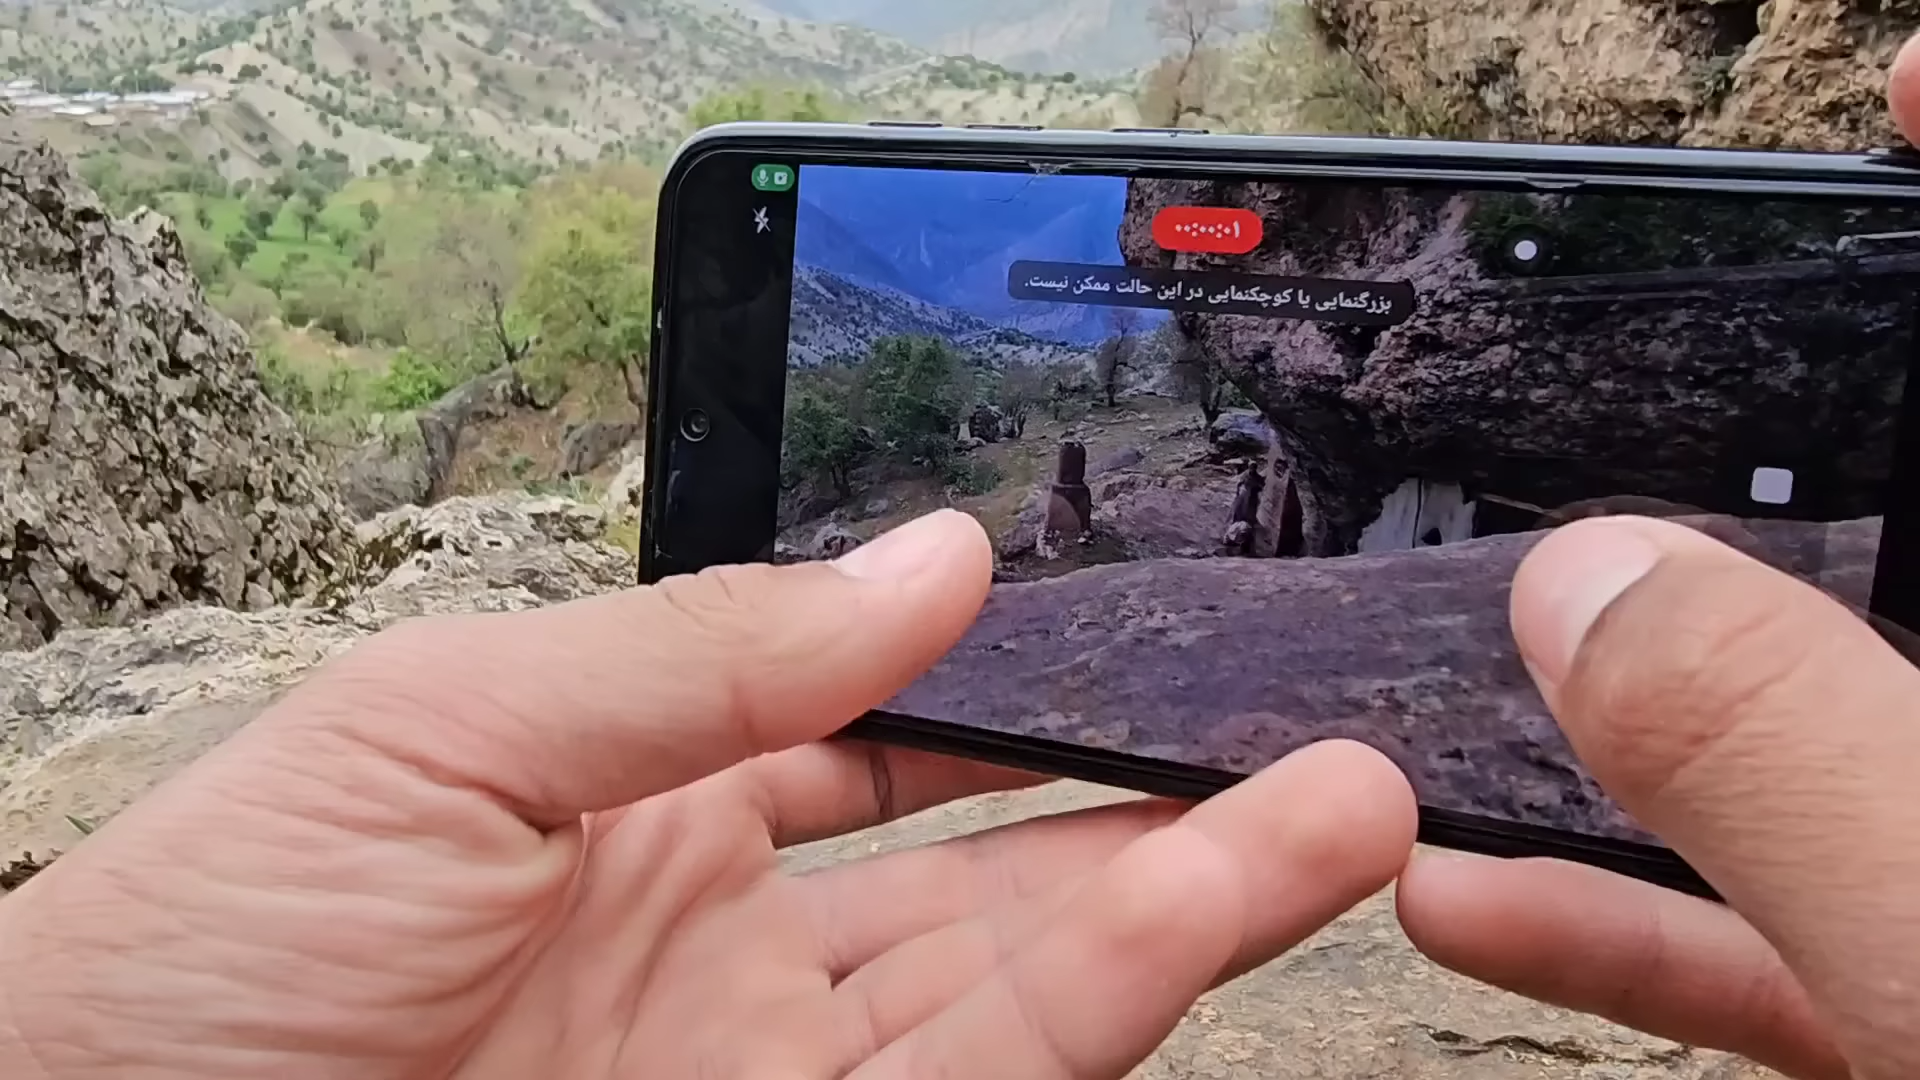 ۰۰:۰۰:۰۱
بزرگنمایی یا کوچکنمایی در این حالت ممکن نیست.